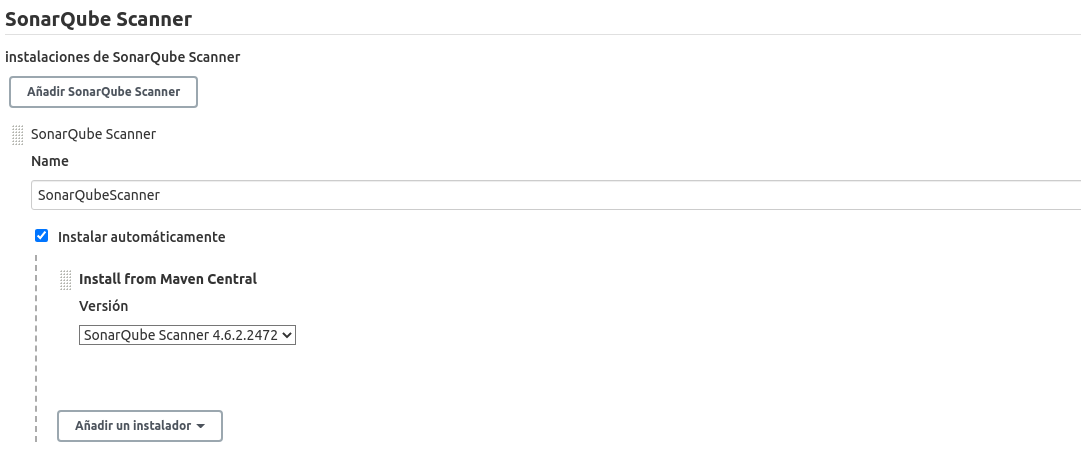 SonarQube Scanner
instalaciones de SonarQube Scanner
Añadir SonarQube Scanner
SonarQube Scanner
Name
SonarQubeScanner
Instalar automáticamente
Install from Maven Central
Versión
SonarQube Scanner 4.6.2.2472
Añadir un instalador